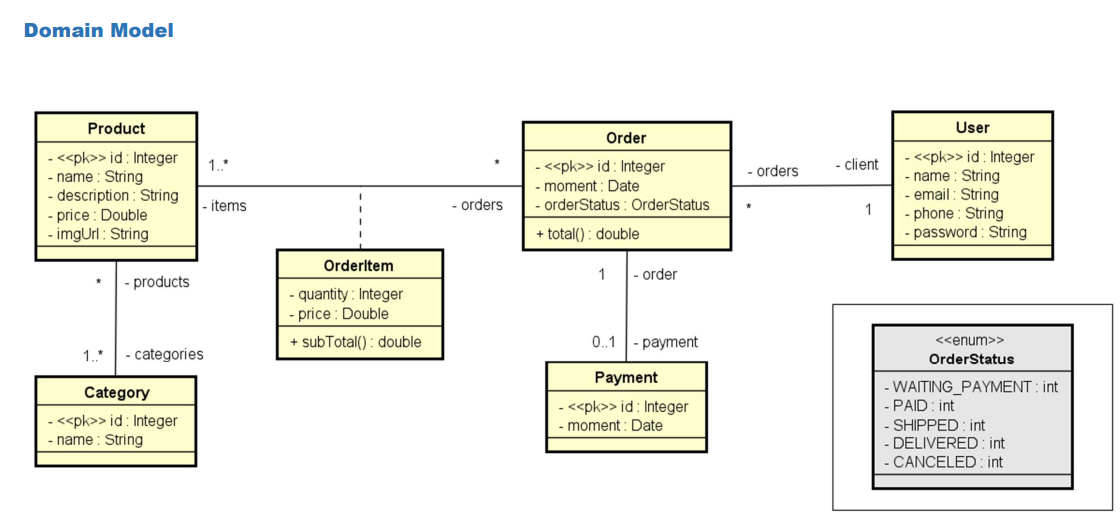 Domain Model
Product
- <<pk>> id : Integer
- name : String
- description : String
- price : Double
- imgUrl : String
1..*
*
- items
- orders
Order
- <<pk>> id : Integer
- moment : Date
- orderStatus : OrderStatus
+ total() : double
- orders
- client
*
1
User
- <<pk>> id : Integer
- name : String
- email : String
- phone : String
- password : String
OrderItem
- quantity : Integer
- price : Double
+ subTotal() : double
* - products
1..* - categories
Category
- <<pk>> id : Integer
- name : String
1 - order
0..1 - payment
Payment
- <<pk>> id : Integer
- moment : Date
<<enum>>
OrderStatus
- WAITING_PAYMENT : int
- PAID : int
- SHIPPED : int
- DELIVERED : int
- CANCELED : int